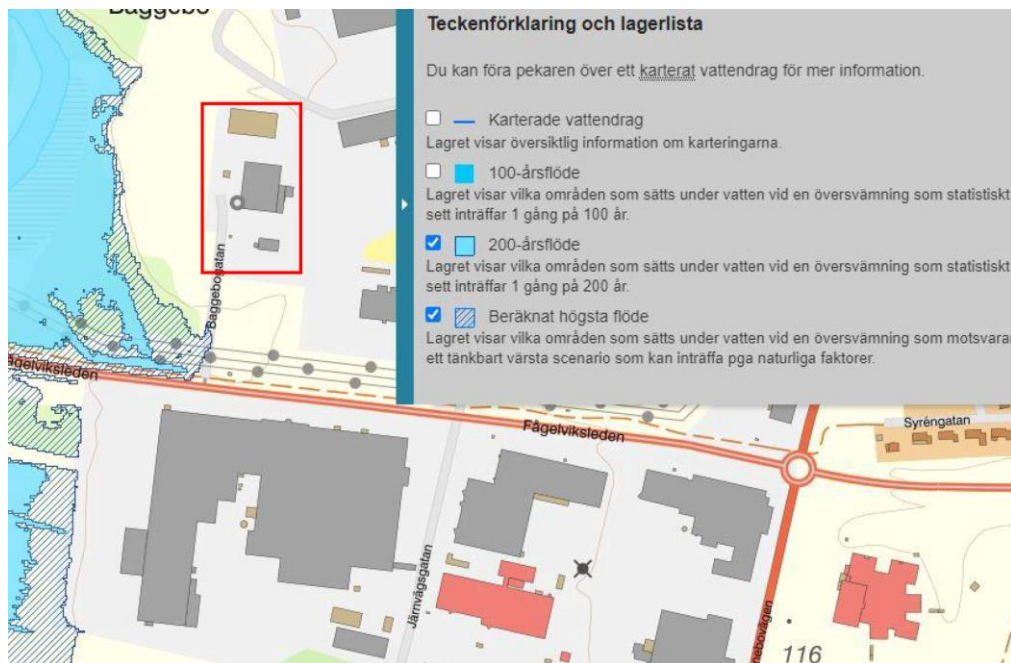 Baggebo
Teckenförklaring och lagerlista
Du kan föra pekaren över ett karterat vattendrag för mer information.
Karterade vattendrag
Lagret visar översiktlig information om karteringarna.
100-årsflöde
Lagret visar vilka områden som sätts under vatten vid en översvämning som statistiskt
sett inträffar 1 gång på 100 år.
200-årsflöde
Lagret visar vilka områden som sätts under vatten vid en översvämning som statistiskt
sett inträffar 1 gång på 200 år.
Beräknat högsta flöde
Lagret visar vilka områden som sätts under vatten vid en översvämning som motsvarar
ett tänkbart värsta scenario som kan inträffa pga naturliga faktorer.
Baggebogatan
Fågelviksleden
Fågelviksleden
Syréngatan
Järnvägsgatan
nebovägen
116